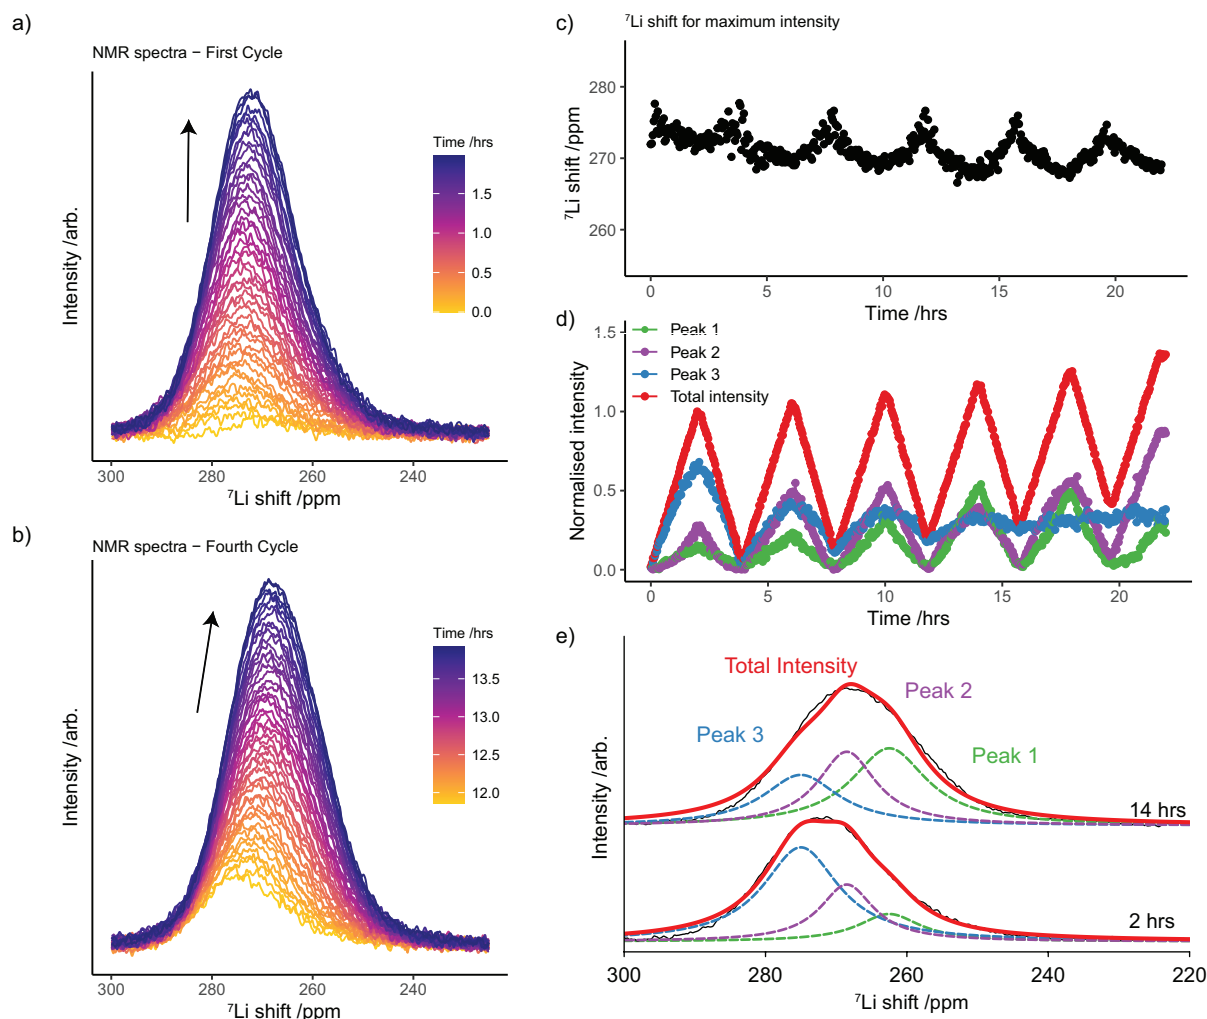 a)
NMR spectra − First Cycle
Intensity /arb.
Time /hrs
1.5
1.0
0.5
0.0
300
280
260
240
⁷Li shift /ppm
b)
NMR spectra − Fourth Cycle
Intensity /arb.
Time /hrs
13.5
13.0
12.5
12.0
300
280
260
240
⁷Li shift /ppm
c)
⁷Li shift for maximum intensity
⁷Li shift /ppm
280
270
260
0
5
10
15
20
Time /hrs
d)
Normalised intensity
1.5
1.0
0.5
0.0
Peak 1
Peak 2
Peak 3
Total intensity
0
5
10
15
20
Time /hrs
e)
Intensity /arb.
Total Intensity
Peak 2
Peak 3
Peak 1
14 hrs
2 hrs
300
280
260
240
220
⁷Li shift /ppm